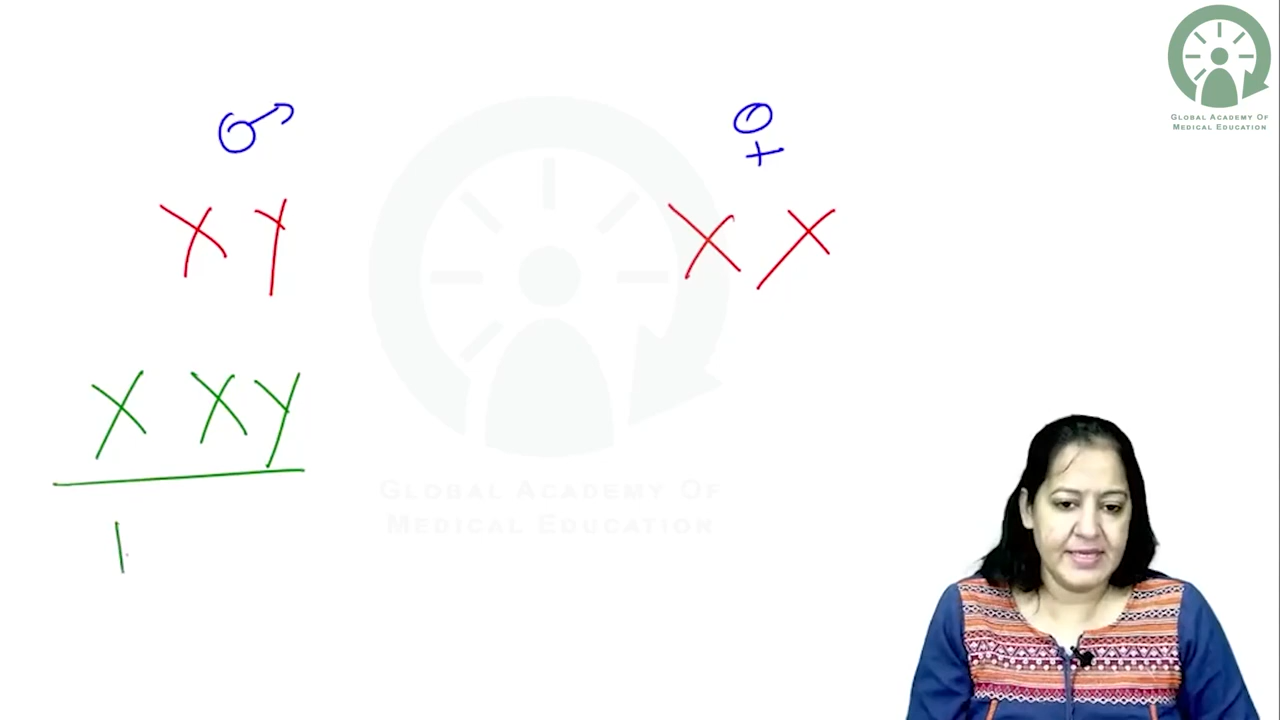 GLOBAL ACADEMY OF
MEDICAL EDUCATION
X Y
X X
X X Y
GLOBAL ACADEMY OF
MEDICAL EDUCATION